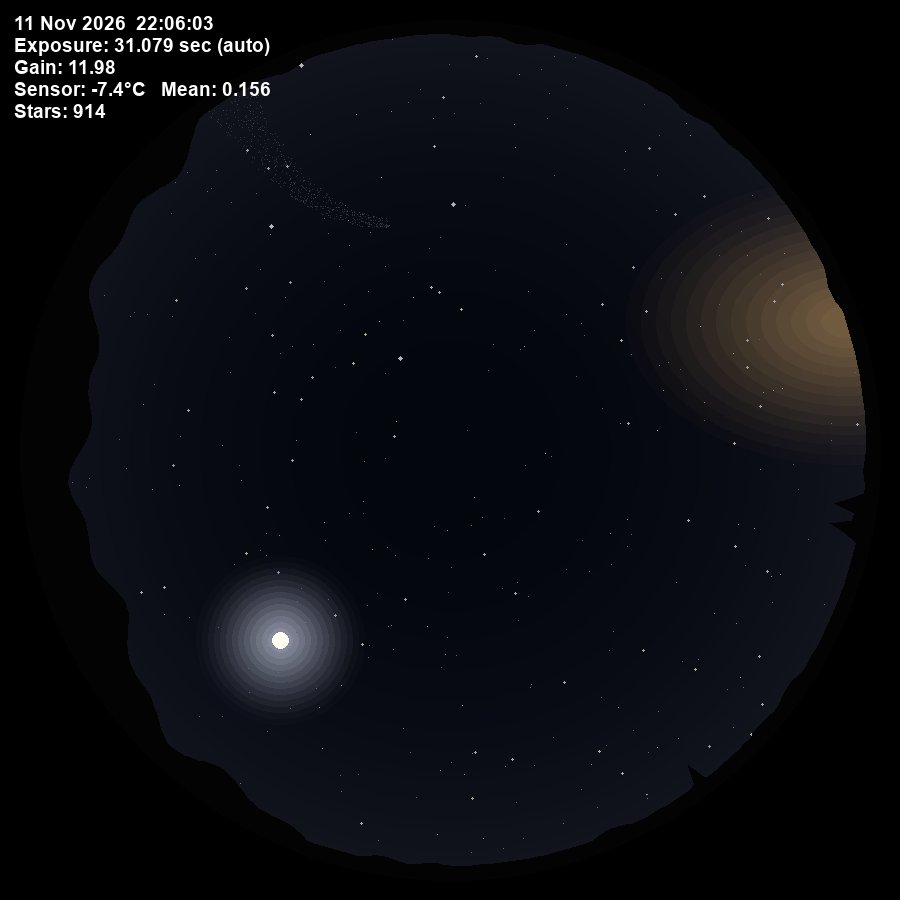 11 Nov 2026  22:06:03
Exposure: 31.079 sec (auto)
Gain: 11.98
Sensor: -7.4°C   Mean: 0.156
Stars: 914